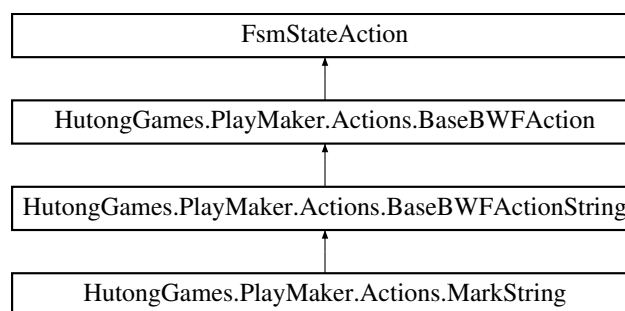 FsmStateAction
HutongGames.PlayMaker.Actions.BaseBWFAction
HutongGames.PlayMaker.Actions.BaseBWFActionString
HutongGames.PlayMaker.Actions.MarkString